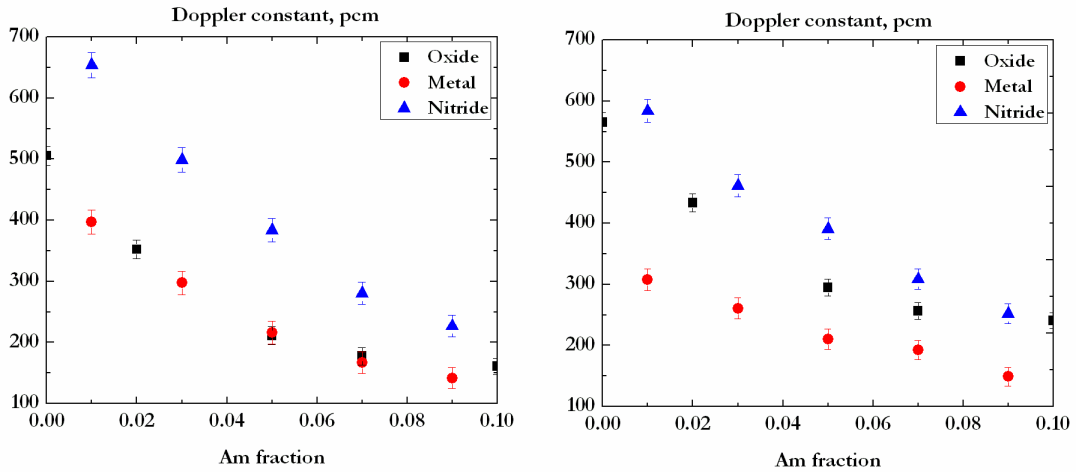 Doppler constant, pcm
700
600
500
400
300
200
100
0.00 0.02 0.04 0.06 0.08 0.10
Am fraction
Oxide
Metal
Nitride
Doppler constant, pcm
700
600
500
400
300
200
100
0.00 0.02 0.04 0.06 0.08 0.10
Am fraction
Oxide
Metal
Nitride